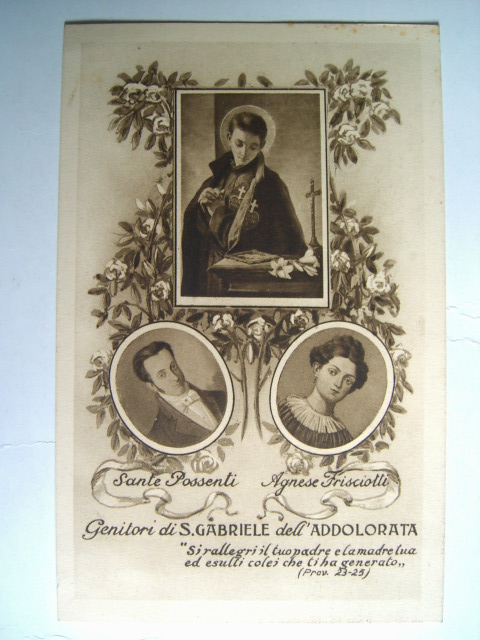 Sante Possenti Agnese Frisciotti
Genitori di S. GABRIELE dell'ADDOLORATA
"Si rallegri il tuo padre e la madre tua
ed esulti colei che ti ha generato„
(Prov. 23-25)